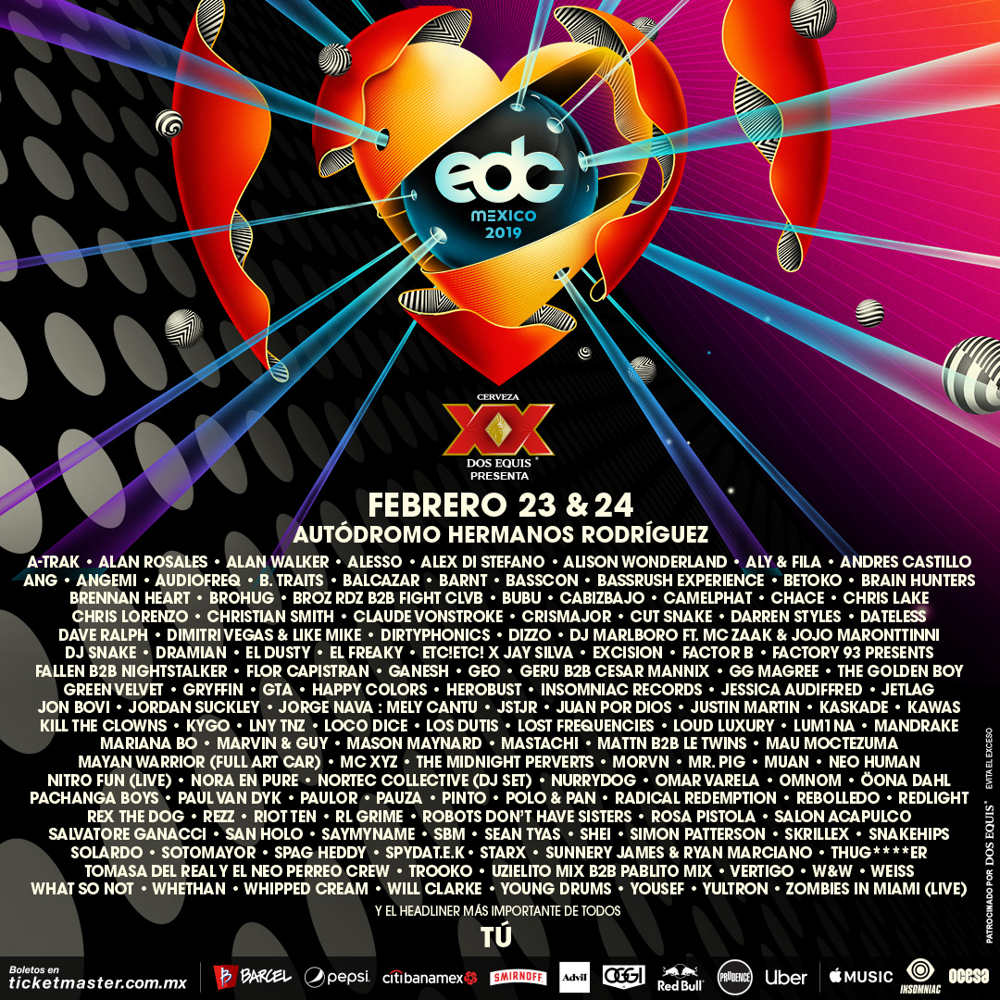 edc
MEXICO
2019
CERVEZA
XX
DOS EQUIS®
PRESENTA
FEBRERO 23 & 24
AUTÓDROMO HERMANOS RODRÍGUEZ
A-TRAK • ALAN ROSALES • ALAN WALKER • ALESSO • ALEX DI STEFANO • ALISON WONDERLAND • ALY & FILA • ANDRES CASTILLO
ANG • ANGEMI • AUDIOFREQ • B. TRAITS • BALCAZAR • BARNT • BASSCON • BASSRUSH EXPERIENCE • BETOKO • BRAIN HUNTERS
BRENNAN HEART • BROHUG • BROZ RDZ B2B FIGHT CLVB • BUBU • CABIZBAJO • CAMELPHAT • CHACE • CHRIS LAKE
CHRIS LORENZO • CHRISTIAN SMITH • CLAUDE VONSTROKE • CRISMAJOR • CUT SNAKE • DARREN STYLES • DATELESS
DAVE RALPH • DIMITRI VEGAS & LIKE MIKE • DIRTYPHONICS • DIZZO • DJ MARLBORO FT. MC ZAAK & JOJO MARONTTINNI
DJ SNAKE • DRAMIAN • EL DUSTY • EL FREAKY • ETC!ETC! X JAY SILVA • EXCISION • FACTOR B • FACTORY 93 PRESENTS
FALLEN B2B NIGHTSTALKER • FLOR CAPISTRAN • GANESH • GEO • GERU B2B CESAR MANNIX • GG MAGREE • THE GOLDEN BOY
GREEN VELVET • GRYFFIN • GTA • HAPPY COLORS • HEROBUST • INSOMNIAC RECORDS • JESSICA AUDIFFRED • JETLAG
JON BOVI • JORDAN SUCKLEY • JORGE NAVA : MELY CANTU • JSTJR • JUAN POR DIOS • JUSTIN MARTIN • KASKADE • KAWAS
KILL THE CLOWNS • KYGO • LNY TNZ • LOCO DICE • LOS DUTIS • LOST FREQUENCIES • LOUD LUXURY • LUM1 NA • MANDRAKE
MARIANA BO • MARVIN & GUY • MASON MAYNARD • MASTACHI • MATTN B2B LE TWINS • MAU MOCTEZUMA
MAYAN WARRIOR (FULL ART CAR) • MC XYZ • THE MIDNIGHT PERVERTS • MORVN • MR. PIG • MUAN • NEO HUMAN
NITRO FUN (LIVE) • NORA EN PURE • NORTEC COLLECTIVE (DJ SET) • NURRYDOG • OMAR VARELA • OMNOM • ÖONA DAHL
PACHANGA BOYS • PAUL VAN DYK • PAULOR • PAUZA • PINTO • POLO & PAN • RADICAL REDEMPTION • REBOLLEDO • REDLIGHT
REX THE DOG • REZZ • RIOT TEN • RL GRIME • ROBOTS DON'T HAVE SISTERS • ROSA PISTOLA • SALON ACAPULCO
SALVATORE GANACCI • SAN HOLO • SAYMYNAME • SBM • SEAN TYAS • SHEI • SIMON PATTERSON • SKRILLEX • SNAKEHIPS
SOLARDO • SOTOMAYOR • SPAG HEDDY • SPYDAT.E.K • STARX • SUNNERY JAMES & RYAN MARCIANO • THUG****ER
TOMASA DEL REAL Y EL NEO PERREO CREW • TROOKO • UZIELITO MIX B2B PABLITO MIX • VERTIGO • W&W • WEISS
WHAT SO NOT • WHETHAN • WHIPPED CREAM • WILL CLARKE • YOUNG DRUMS • YOUSEF • YULTRON • ZOMBIES IN MIAMI (LIVE)
Y EL HEADLINER MÁS IMPORTANTE DE TODOS
TÚ
PATROCINADO POR DOS EQUIS® EVITA EL EXCESO
Boletos en
ticketmaster.com.mx
BARCEL
pepsi
citibanamex
SMIRNOFF
Advil
OGGI
Red Bull
PRUDENCE
Uber
MUSIC
INSOMNIAC
ocesa